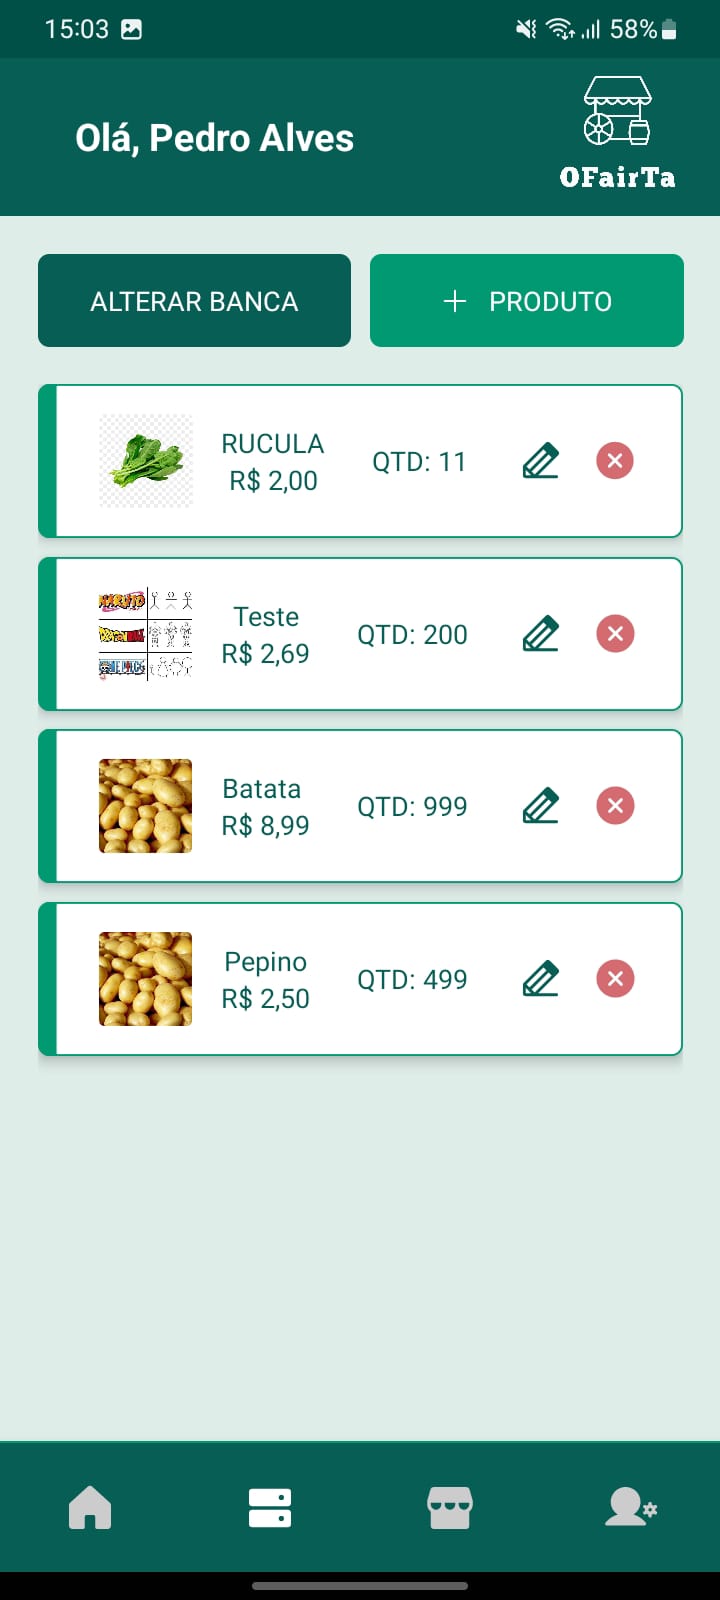 15:03
58%
Olá, Pedro Alves
OFairTa
ALTERAR BANCA
+ PRODUTO
RUCULA
R$ 2,00
QTD: 11
NARUTO
Teste
R$ 2,69
QTD: 200
Batata
R$ 8,99
QTD: 999
Pepino
R$ 2,50
QTD: 499